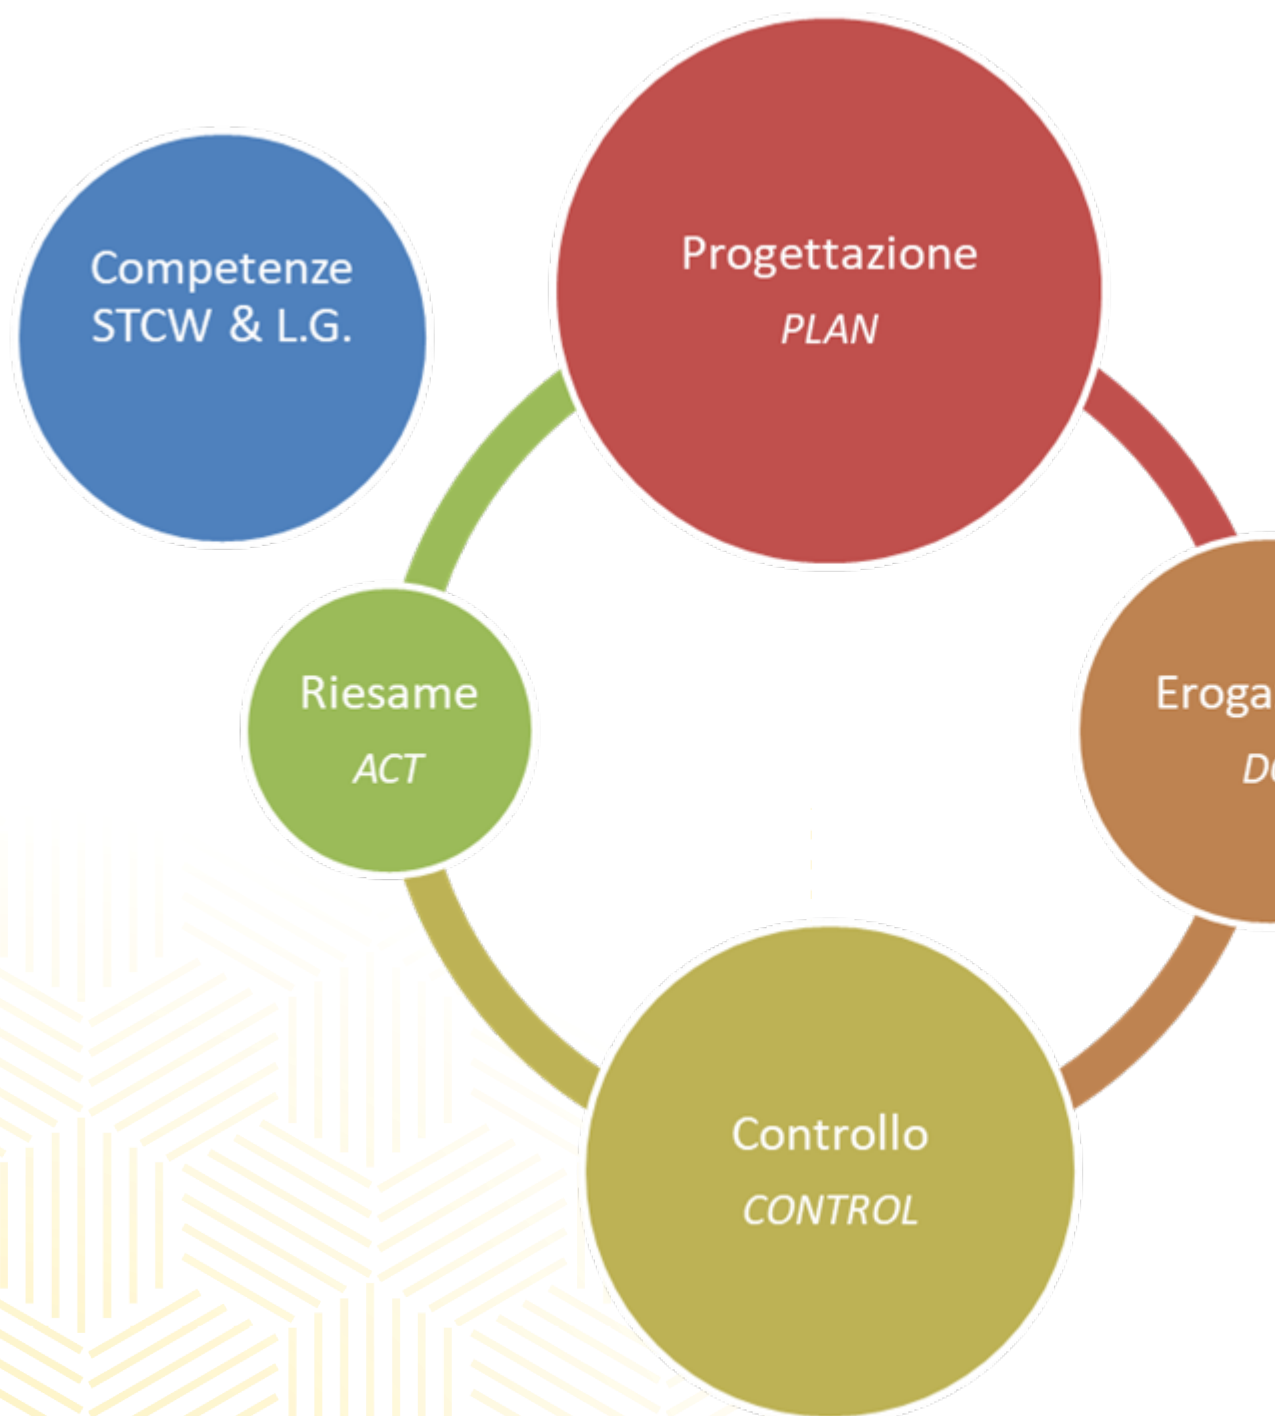 Competenze
STCW & L.G.
Progettazione
PLAN
Riesame
ACT
Controllo
CONTROL